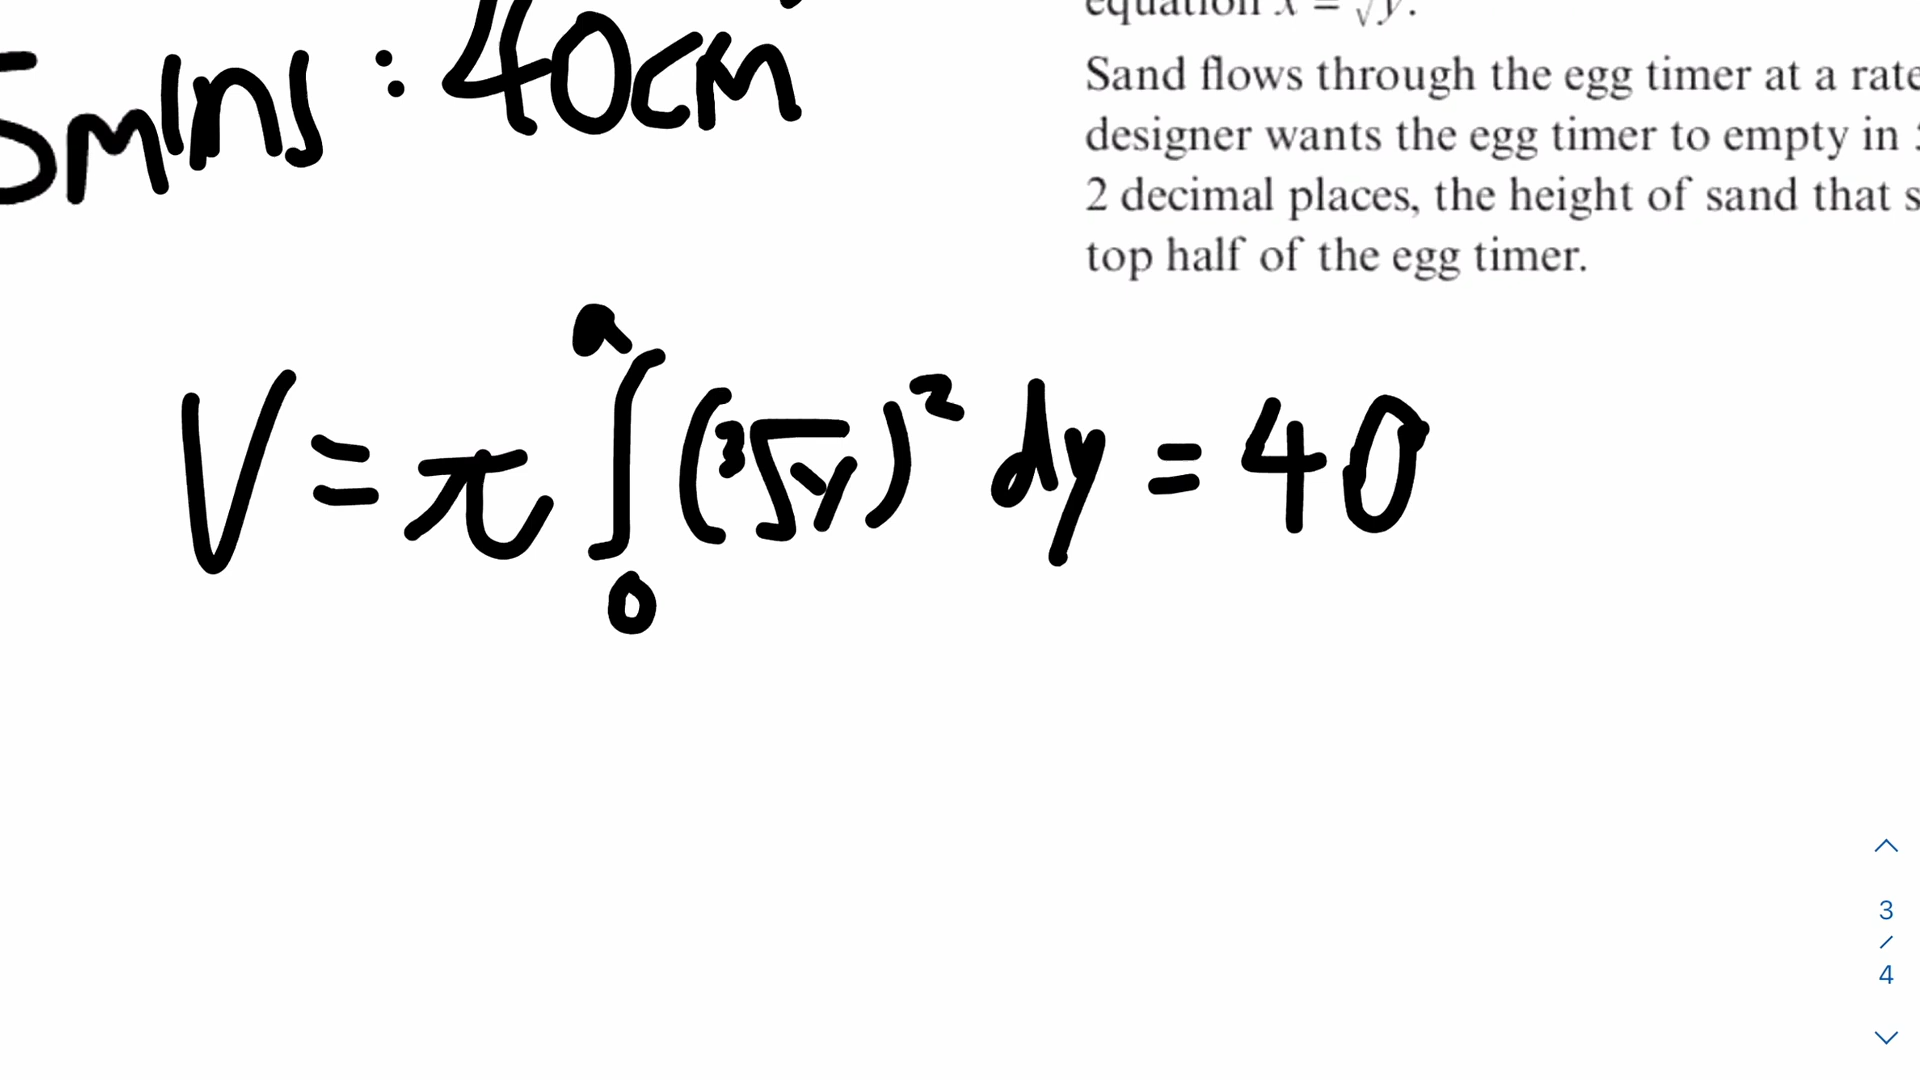 equation x = √y.
5mins : 40cm
Sand flows through the egg timer at a rate
designer wants the egg timer to empty in
2 decimal places, the height of sand that s
top half of the egg timer.
V = π ∫₀ᵃ (³√y)² dy = 40
3
/
4